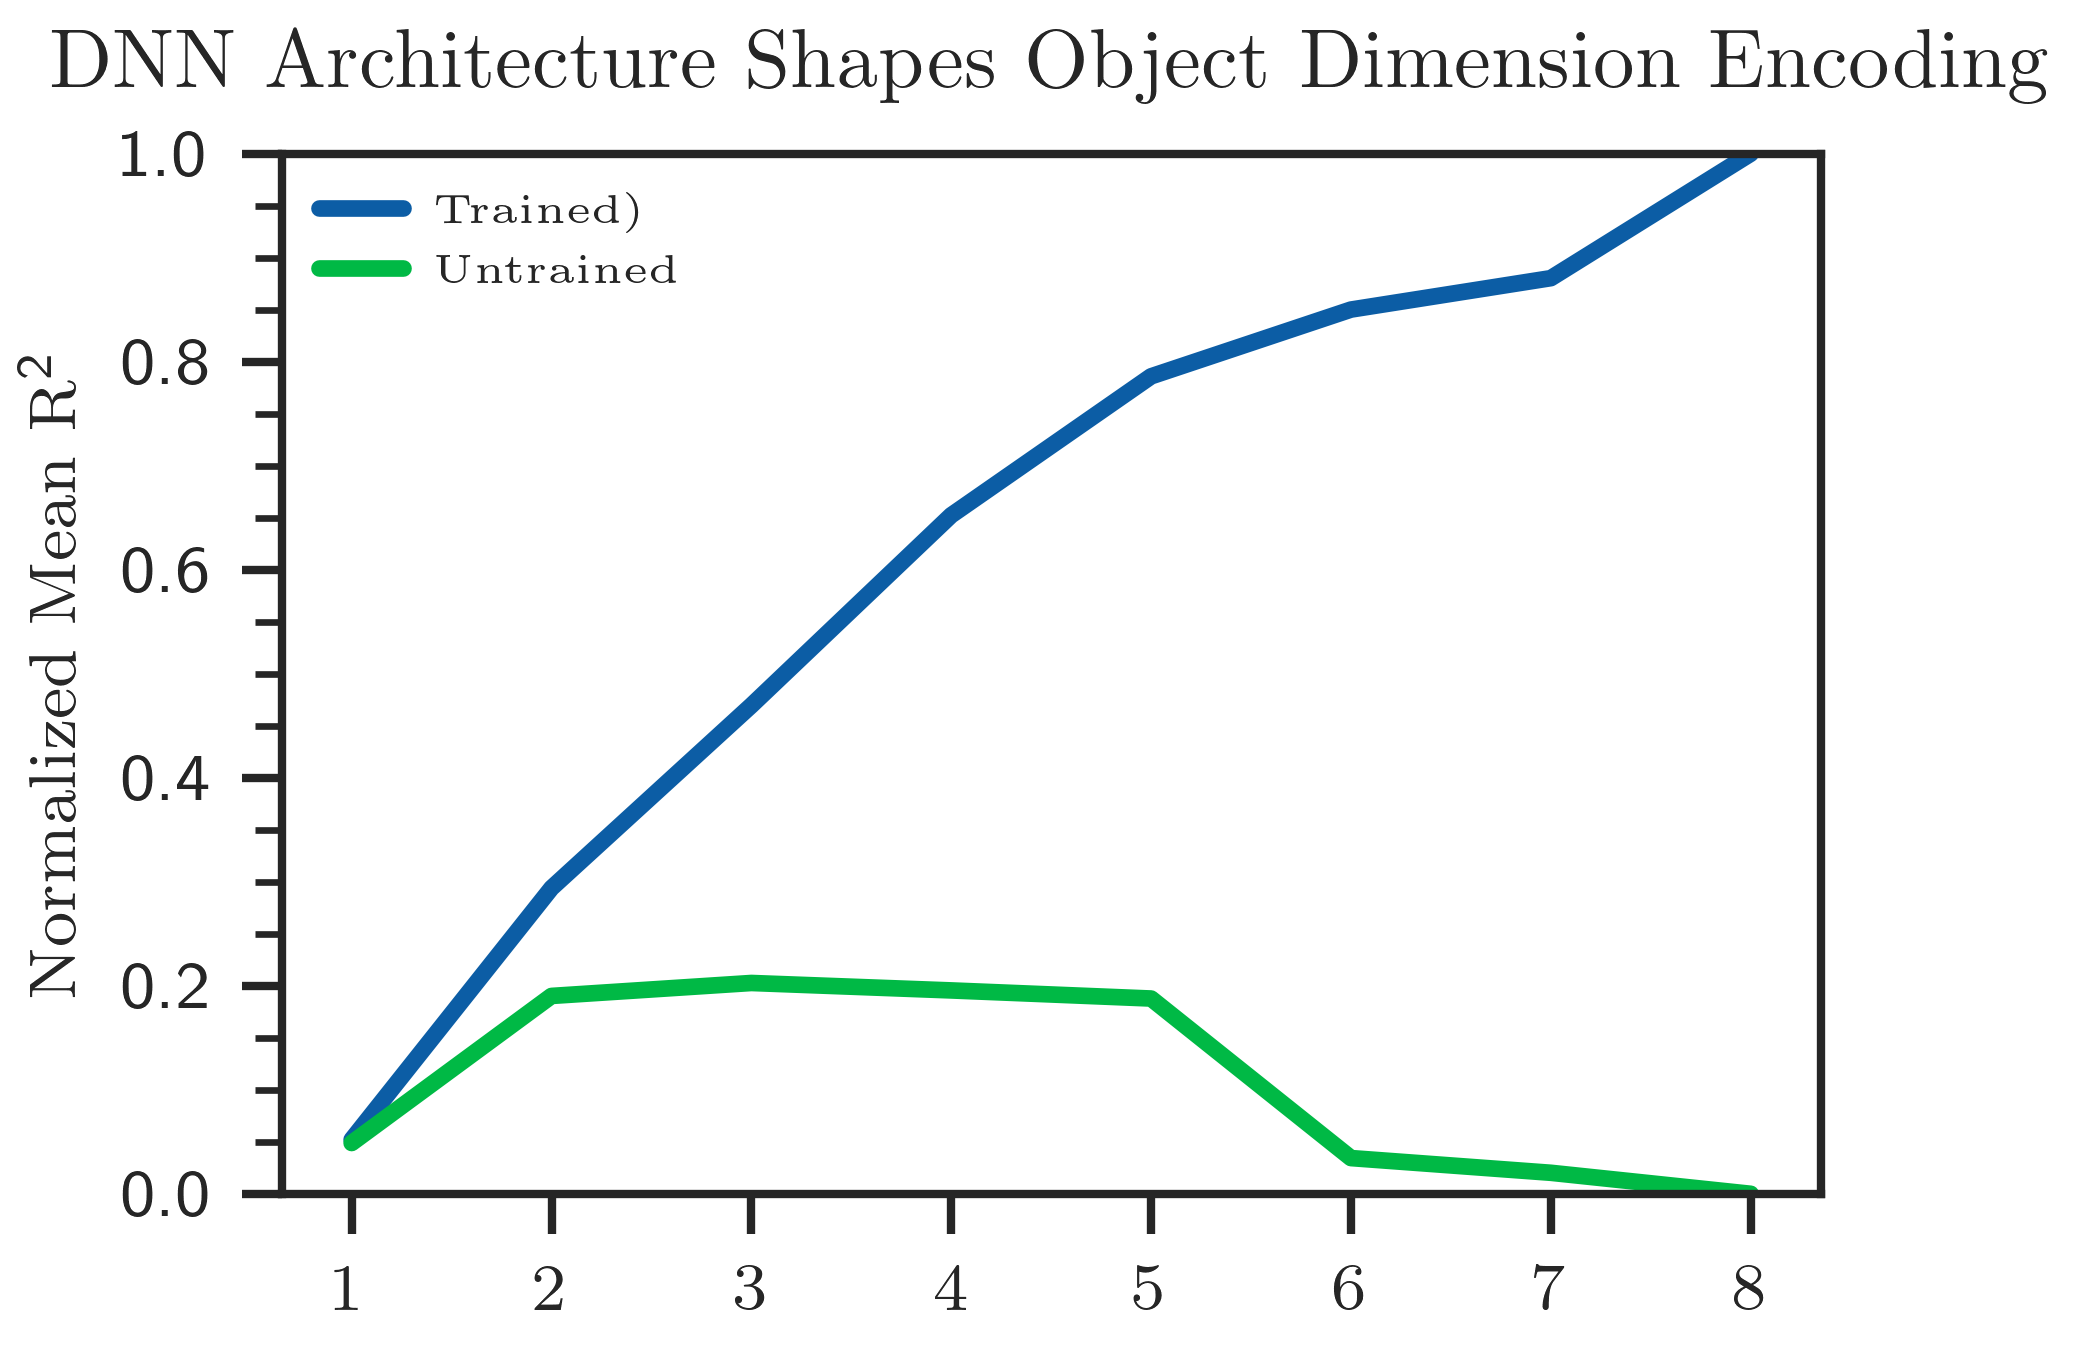 DNN Architecture Shapes Object Dimension Encoding
Normalized Mean R²
1.0
0.8
0.6
0.4
0.2
0.0
Trained)
Untrained
1 2 3 4 5 6 7 8